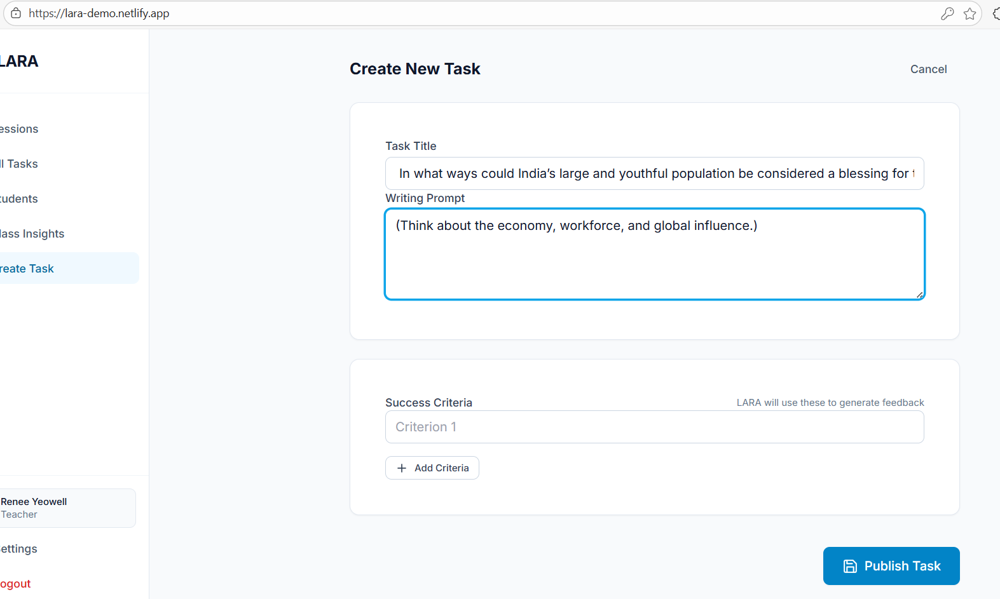 https://lara-demo.netlify.app
LARA
Create New Task
Cancel
essions
ll Tasks
tudents
lass Insights
reate Task
Task Title
In what ways could India’s large and youthful population be considered a blessing for
Writing Prompt
(Think about the economy, workforce, and global influence.)
Success Criteria
LARA will use these to generate feedback
Criterion 1
Add Criteria
Renee Yeowell
Teacher
ettings
ogout
Publish Task